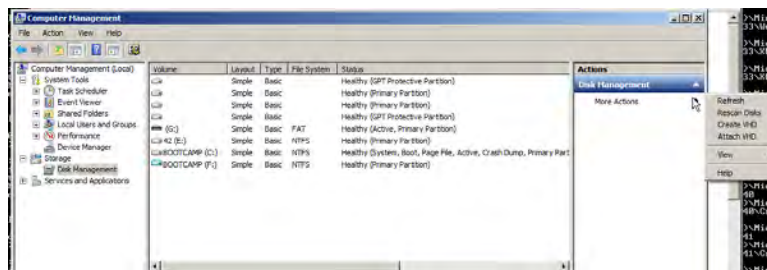 Computer Management
File Action View Help
Computer Management (Local)
System Tools
Task Scheduler
Event Viewer
Shared Folders
Local Users and Groups
Performance
Device Manager
Storage
Disk Management
Services and Applications
Volume Layout Type File System Status
Simple Basic Healthy (GPT Protective Partition)
Simple Basic Healthy (Primary Partition)
Simple Basic Healthy (Primary Partition)
Simple Basic Healthy (GPT Protective Partition)
(G:) Simple Basic FAT Healthy (Active, Primary Partition)
42 (E:) Simple Basic NTFS Healthy (Primary Partition)
BOOTCAMP (C:) Simple Basic NTFS Healthy (System, Boot, Page File, Active, Crash Dump, Primary Part
BOOTCAMP (F:) Simple Basic NTFS Healthy (Primary Partition)
Actions
Disk Management
More Actions
Refresh
Rescan Disks
Create VHD
Attach VHD
View
Help